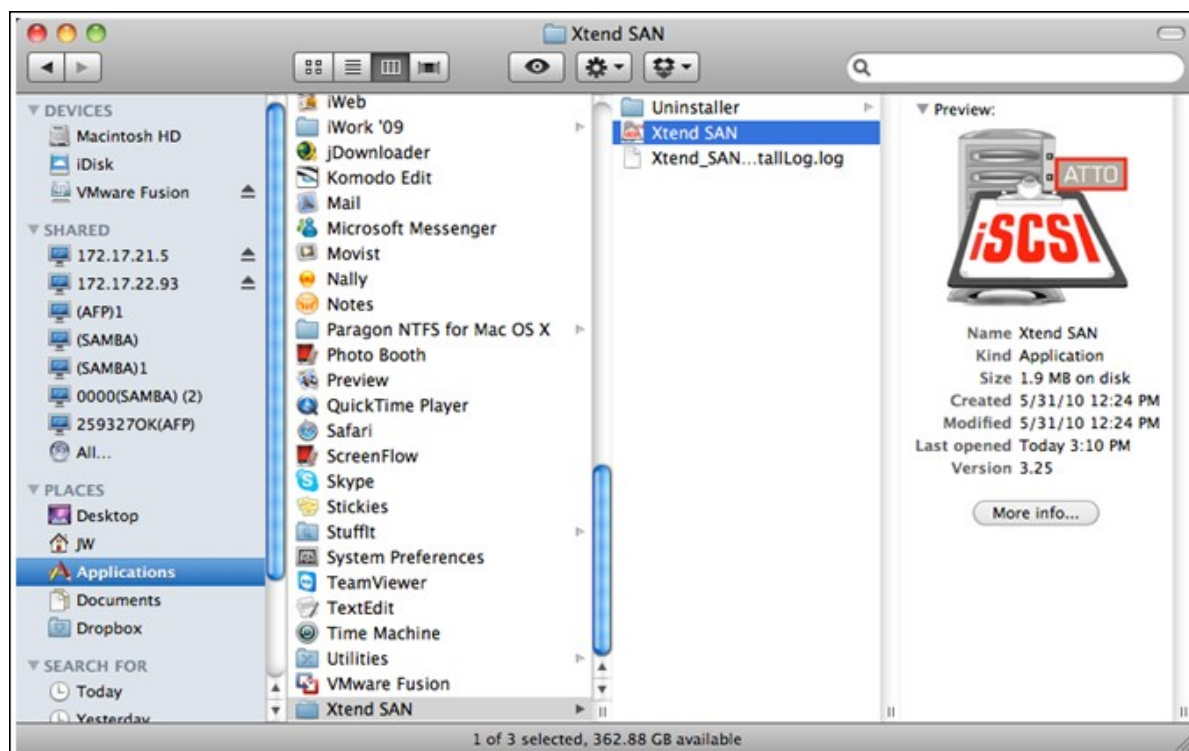 Xtend SAN
DEVICES
Macintosh HD
iDisk
VMware Fusion
SHARED
172.17.21.5
172.17.22.93
(AFP)1
(SAMBA)
(SAMBA)1
0000(SAMBA) (2)
259327OK(AFP)
All...
PLACES
Desktop
JW
Applications
Documents
Dropbox
SEARCH FOR
Today
Yesterday
iWeb
iWork '09
jDownloader
Komodo Edit
Mail
Microsoft Messenger
Movist
Nally
Notes
Paragon NTFS for Mac OS X
Photo Booth
Preview
QuickTime Player
Safari
ScreenFlow
Skype
Stickies
StuffIt
System Preferences
TeamViewer
TextEdit
Time Machine
Utilities
VMware Fusion
Xtend SAN
Uninstaller
Xtend SAN
Xtend_SAN...tallLog.log
Preview:
ATTO
iSCSI
Name Xtend SAN
Kind Application
Size 1.9 MB on disk
Created 5/31/10 12:24 PM
Modified 5/31/10 12:24 PM
Last opened Today 3:10 PM
Version 3.25
More info...
1 of 3 selected, 362.88 GB available